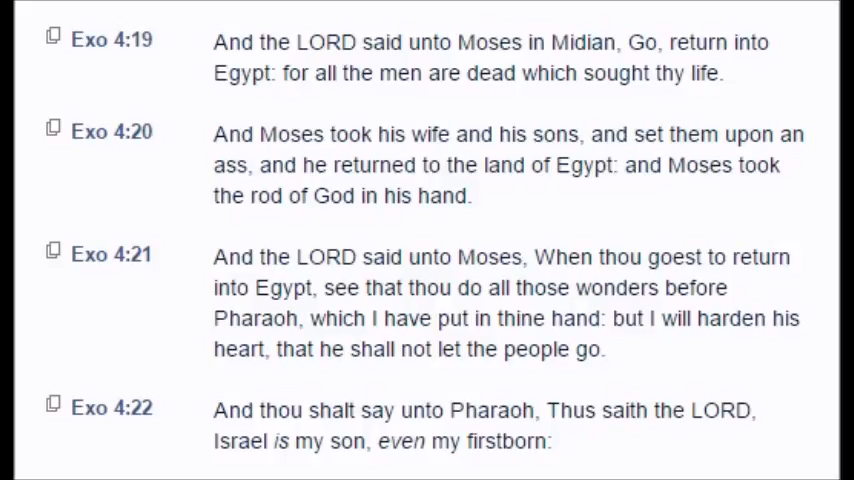 Exo 4:19 And the LORD said unto Moses in Midian, Go, return into
Egypt: for all the men are dead which sought thy life.
Exo 4:20 And Moses took his wife and his sons, and set them upon an
ass, and he returned to the land of Egypt: and Moses took
the rod of God in his hand.
Exo 4:21 And the LORD said unto Moses, When thou goest to return
into Egypt, see that thou do all those wonders before
Pharaoh, which I have put in thine hand: but I will harden his
heart, that he shall not let the people go.
Exo 4:22 And thou shalt say unto Pharaoh, Thus saith the LORD,
Israel is my son, even my firstborn: